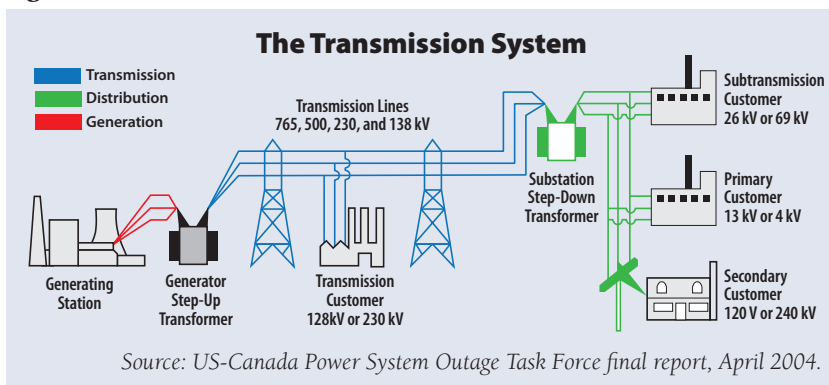 The Transmission System
Transmission
Distribution
Generation
Transmission Lines
765, 500, 230, and 138 kV
Subtransmission
Customer
26 kV or 69 kV
Substation
Step-Down
Transformer
Primary
Customer
13 kV or 4 kV
Generating
Station
Generator
Step-Up
Transformer
Transmission
Customer
128kV or 230 kV
Secondary
Customer
120 V or 240 kV
Source: US-Canada Power System Outage Task Force final report, April 2004.